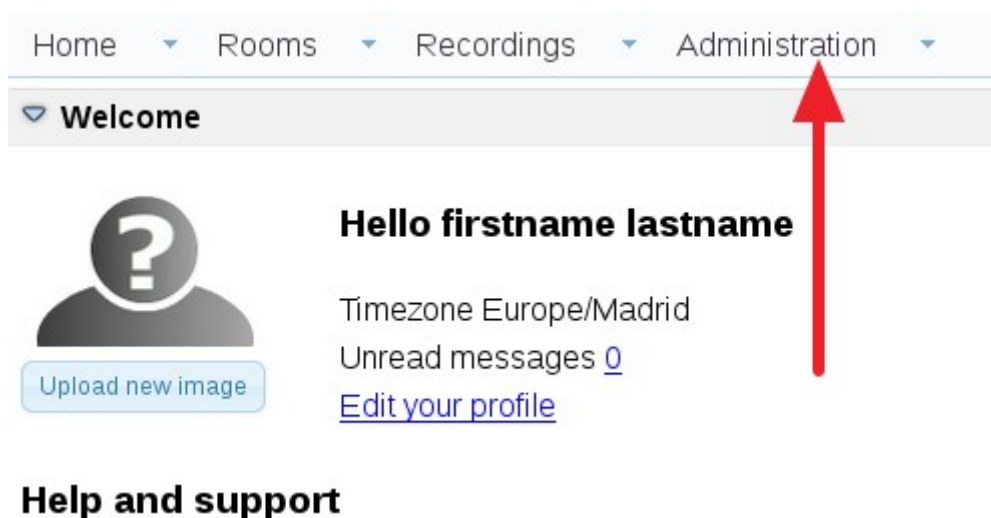 Home Rooms Recordings Administration
Welcome
Hello firstname lastname
Timezone Europe/Madrid
Unread messages 0
Upload new image
Edit your profile
Help and support